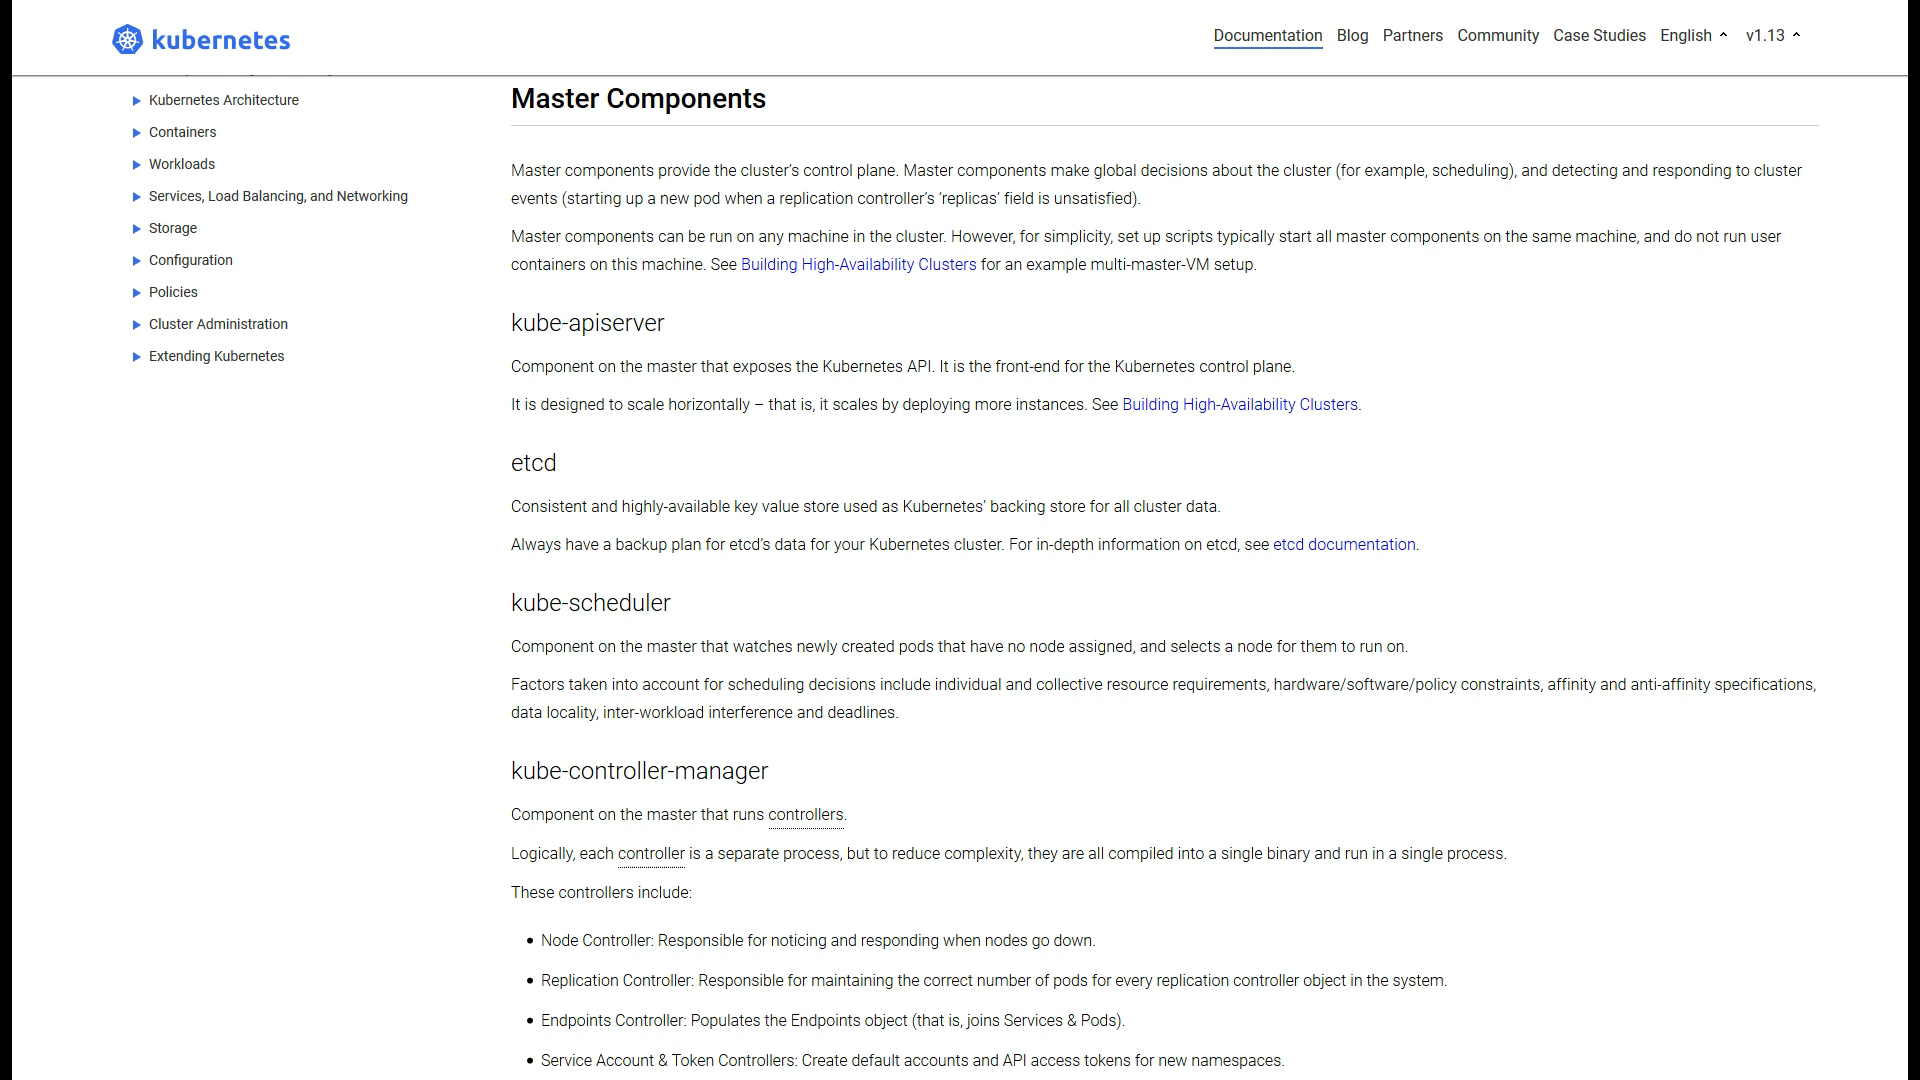 kubernetes
Documentation Blog Partners Community Case Studies English v1.13
Kubernetes Architecture
Containers
Workloads
Services, Load Balancing, and Networking
Storage
Configuration
Policies
Cluster Administration
Extending Kubernetes
Master Components
Master components provide the cluster’s control plane. Master components make global decisions about the cluster (for example, scheduling), and detecting and responding to cluster
events (starting up a new pod when a replication controller’s ‘replicas’ field is unsatisfied).
Master components can be run on any machine in the cluster. However, for simplicity, set up scripts typically start all master components on the same machine, and do not run user
containers on this machine. See Building High-Availability Clusters for an example multi-master-VM setup.
kube-apiserver
Component on the master that exposes the Kubernetes API. It is the front-end for the Kubernetes control plane.
It is designed to scale horizontally – that is, it scales by deploying more instances. See Building High-Availability Clusters.
etcd
Consistent and highly-available key value store used as Kubernetes’ backing store for all cluster data.
Always have a backup plan for etcd’s data for your Kubernetes cluster. For in-depth information on etcd, see etcd documentation.
kube-scheduler
Component on the master that watches newly created pods that have no node assigned, and selects a node for them to run on.
Factors taken into account for scheduling decisions include individual and collective resource requirements, hardware/software/policy constraints, affinity and anti-affinity specifications,
data locality, inter-workload interference and deadlines.
kube-controller-manager
Component on the master that runs controllers.
Logically, each controller is a separate process, but to reduce complexity, they are all compiled into a single binary and run in a single process.
These controllers include:
• Node Controller: Responsible for noticing and responding when nodes go down.
• Replication Controller: Responsible for maintaining the correct number of pods for every replication controller object in the system.
• Endpoints Controller: Populates the Endpoints object (that is, joins Services & Pods).
• Service Account & Token Controllers: Create default accounts and API access tokens for new namespaces.